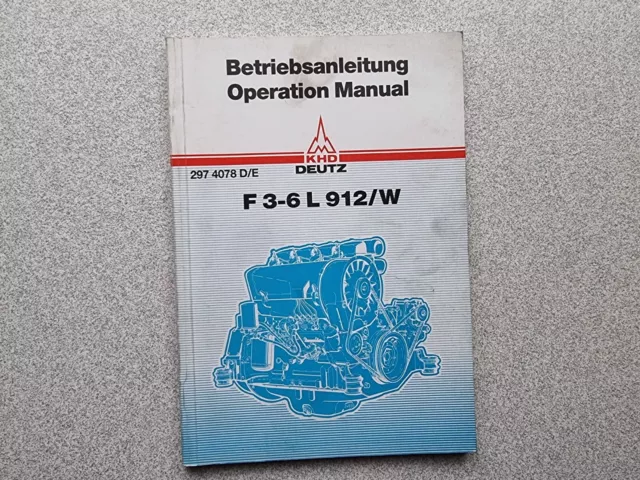 Betriebsanleitung
Operation Manual
KHD
DEUTZ
297 4078 D/E
F 3-6 L 912/W